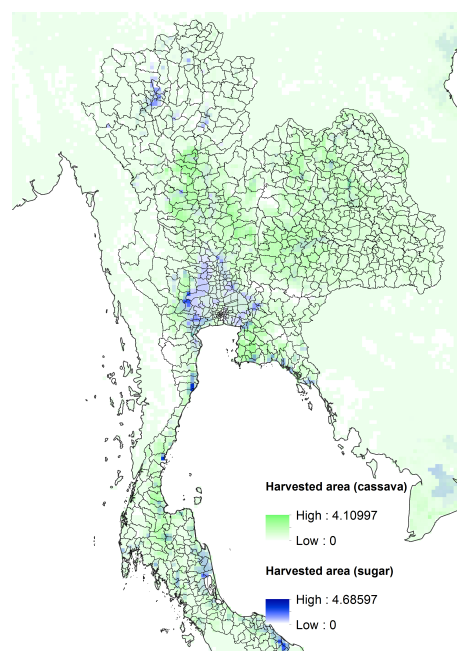 Harvested area (cassava)
High : 4.10997
Low : 0
Harvested area (sugar)
High : 4.68597
Low : 0